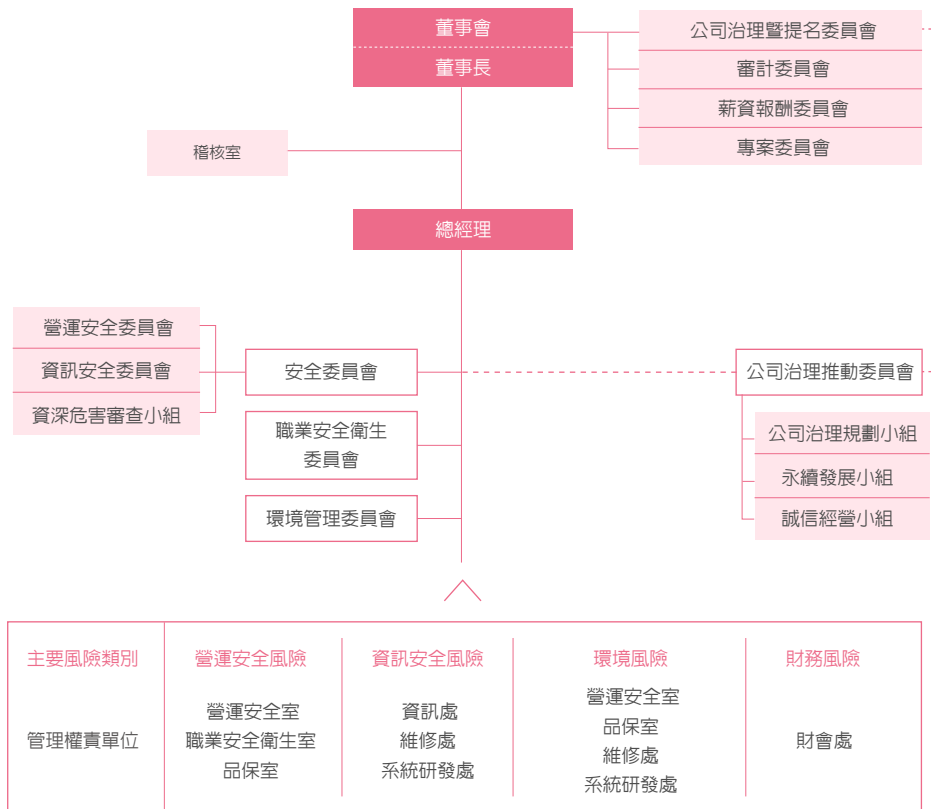 董事會
董事長
公司治理暨提名委員會
審計委員會
薪資報酬委員會
專案委員會
稽核室
總經理
營運安全委員會
資訊安全委員會
資深危害審查小組
安全委員會
職業安全衛生
委員會
環境管理委員會
公司治理推動委員會
公司治理規劃小組
永續發展小組
誠信經營小組
主要風險類別
營運安全風險
資訊安全風險
環境風險
財務風險
管理權責單位
營運安全室
職業安全衛生室
品保室
資訊處
維修處
系統研發處
營運安全室
品保室
維修處
系統研發處
財會處